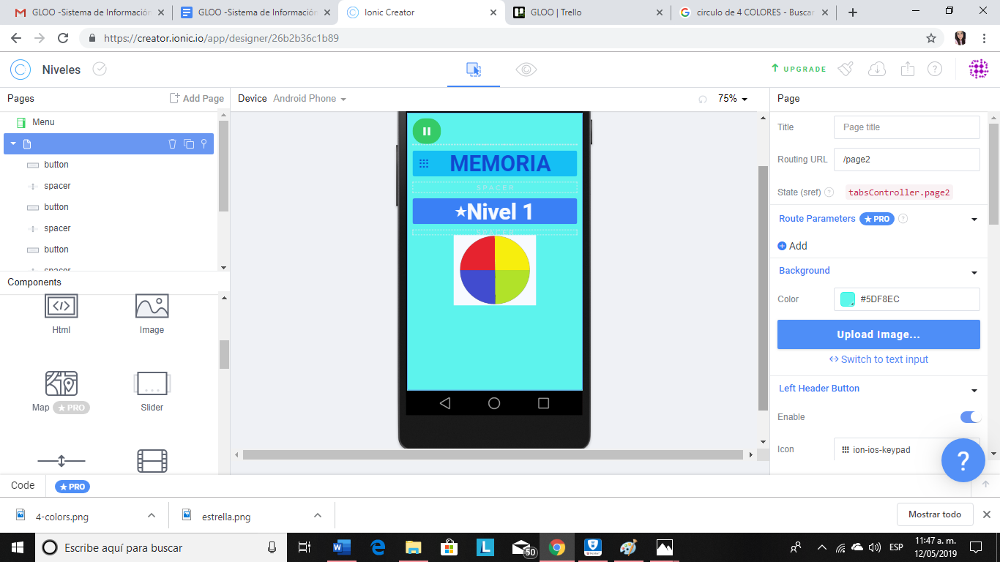 GLOO -Sistema de Información
GLOO -Sistema de Información
Ionic Creator
GLOO | Trello
circulo de 4 COLORES - Buscar
https://creator.ionic.io/app/designer/26b2b36c1b89
Niveles
UPGRADE
Pages
Add Page
Device Android Phone
75%
Page
Menu
button
spacer
button
spacer
button
spacer
Components
Html
Image
Map PRO
Slider
MEMORIA
SPACER
Nivel 1
SPACER
Title Page title
Routing URL /page2
State (sref) ? tabsController.page2
Route Parameters PRO ?
Add
Background
Color #5DF8EC
Upload Image...
Switch to text input
Left Header Button
Enable
Icon ion-ios-keypad
?
Code PRO
4-colors.png
estrella.png
Mostrar todo
Escribe aquí para buscar
50
ESP
11:47 a. m.
12/05/2019